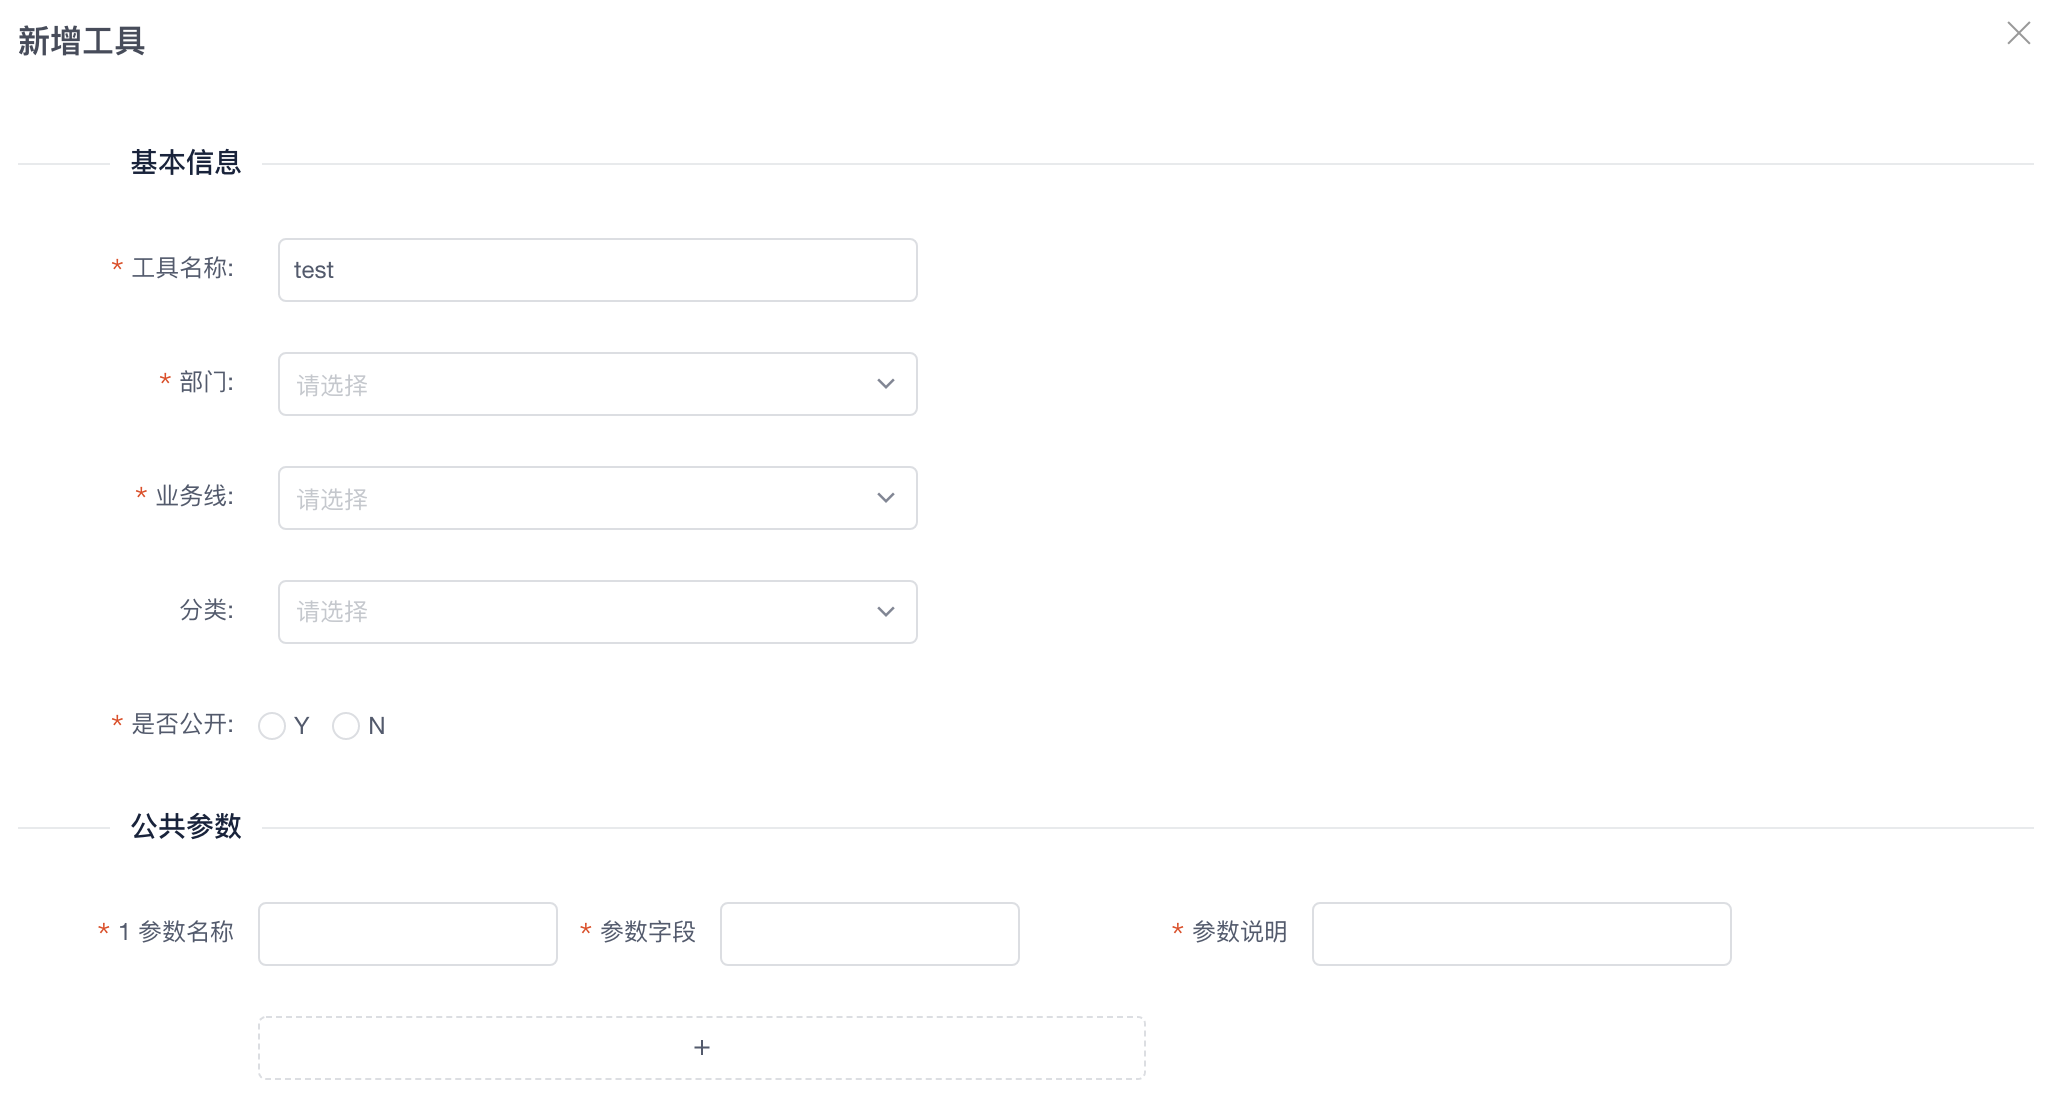 新增工具
基本信息
* 工具名称: test
* 部门: 请选择
* 业务线: 请选择
分类: 请选择
* 是否公开: Y N
公共参数
* 1 参数名称 * 参数字段 * 参数说明
+